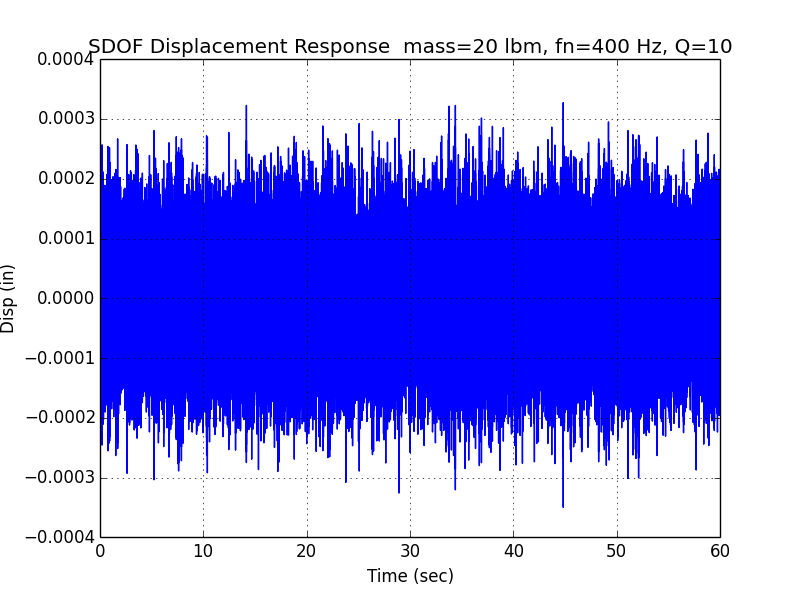 SDOF Displacement Response  mass=20 lbm, fn=400 Hz, Q=10
0.0004
0.0003
0.0002
0.0001
0.0000
−0.0001
−0.0002
−0.0003
−0.0004
Disp (in)
0 10 20 30 40 50 60
Time (sec)